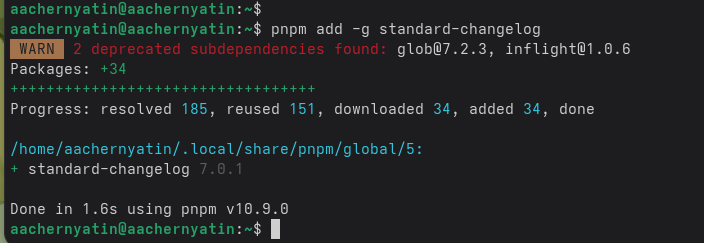 aachernyatin@aachernyatin:~$
aachernyatin@aachernyatin:~$ pnpm add -g standard-changelog
WARN 2 deprecated subdependencies found: glob@7.2.3, inflight@1.0.6
Packages: +34
++++++++++++++++++++++++++++++++++
Progress: resolved 185, reused 151, downloaded 34, added 34, done
/home/aachernyatin/.local/share/pnpm/global/5:
+ standard-changelog 7.0.1
Done in 1.6s using pnpm v10.9.0
aachernyatin@aachernyatin:~$